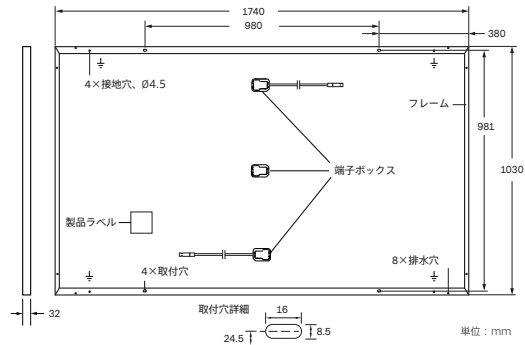 1740
980
380
4×接地穴、Ø4.5
フレーム
981
1030
端子ボックス
製品ラベル
4×取付穴
8×排水穴
32
取付穴詳細
16
24.5
8.5
単位：mm